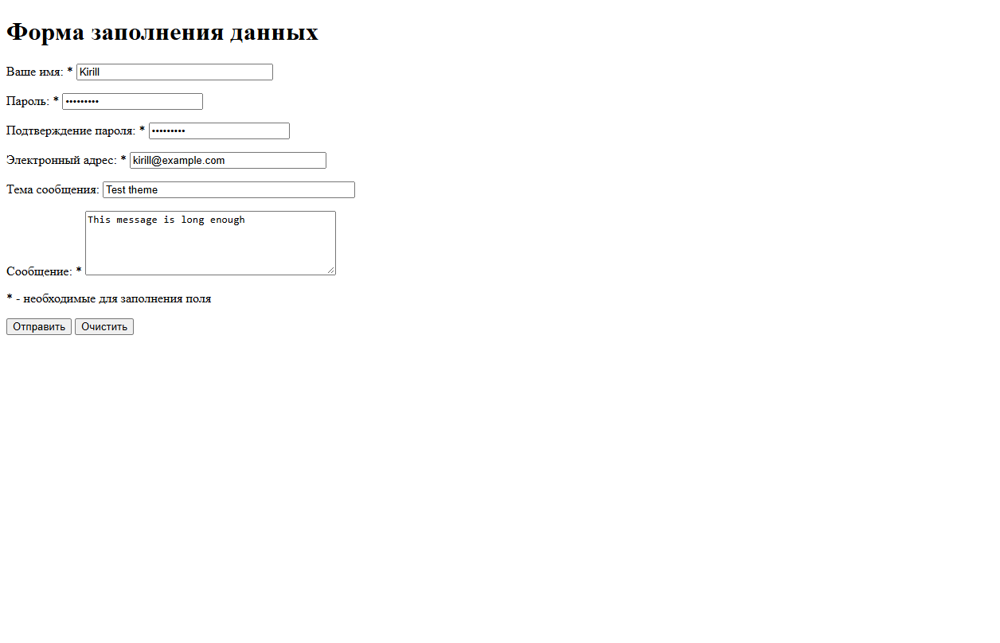 Форма заполнения данных
Ваше имя: * Kirill
Пароль: * •••••••••
Подтверждение пароля: * •••••••••
Электронный адрес: * kirill@example.com
Тема сообщения: Test theme
This message is long enough
Сообщение: *
* - необходимые для заполнения поля
Отправить Очистить